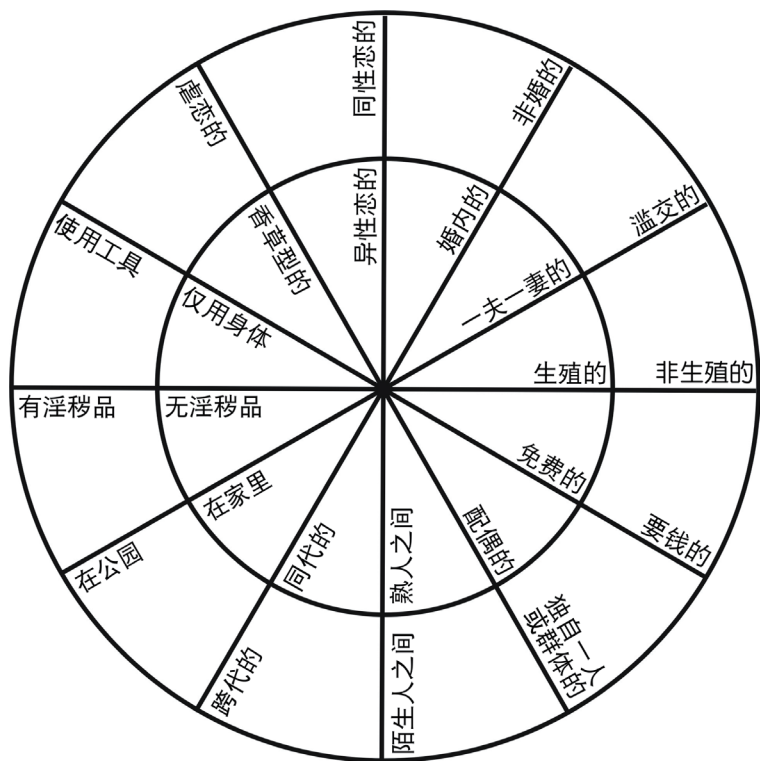 同性恋的
异性恋的
非婚的
婚内的
滥交的
一夫一妻的
非生殖的
生殖的
要钱的
免费的
独自一人
或群体的
配偶的
陌生人之间
熟人之间
跨代的
同代的
在公园
在家里
有淫秽品
无淫秽品
使用工具
仅用身体
虐恋的
香草型的